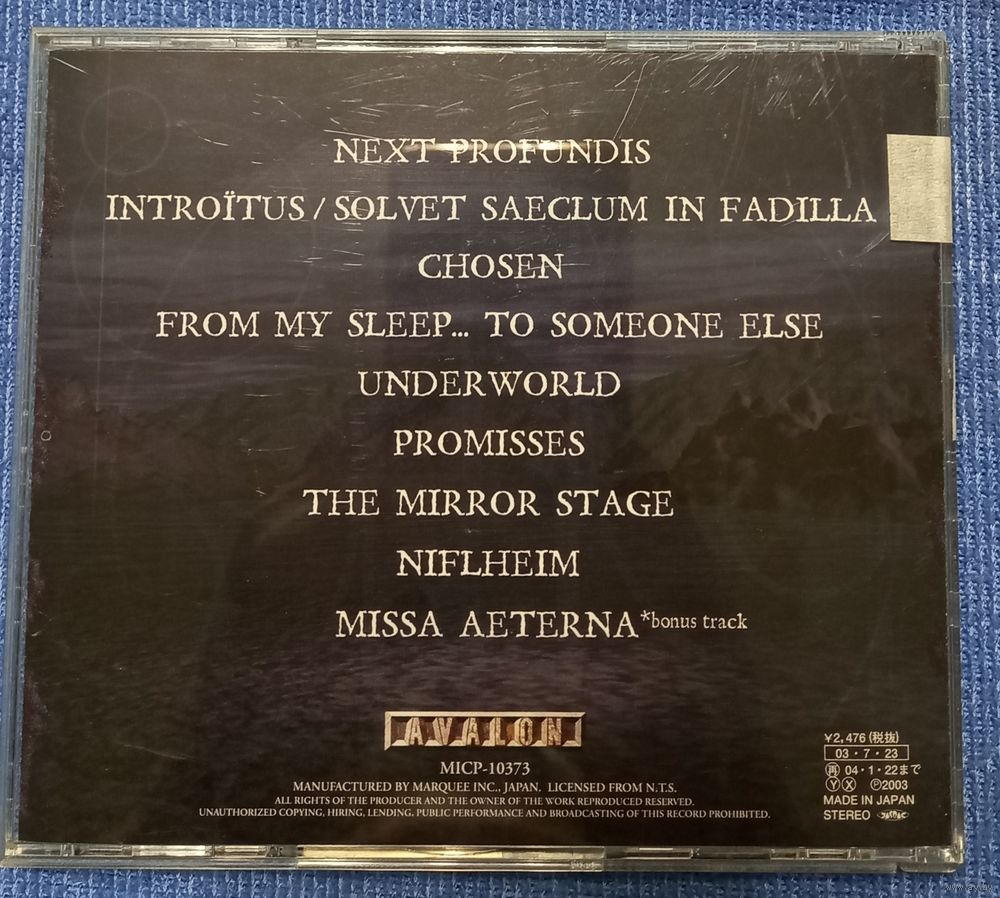 NEXT PROFUNDIS
INTROÏTUS / SOLVET SAECLUM IN FADILLA
CHOSEN
FROM MY SLEEP... TO SOMEONE ELSE
UNDERWORLD
PROMISSES
THE MIRROR STAGE
NIFLHEIM
MISSA AETERNA *bonus track
AVALON
MICP-10373
MANUFACTURED BY MARQUEE INC., JAPAN. LICENSED FROM N.T.S.
ALL RIGHTS OF THE PRODUCER AND THE OWNER OF THE WORK REPRODUCED RESERVED.
UNAUTHORIZED COPYING, HIRING, LENDING, PUBLIC PERFORMANCE AND BROADCASTING OF THIS RECORD PROHIBITED.
¥2,476 (税抜)
03・7・23
㊢ 04・1・22まで
Ⓨ Ⓧ Ⓟ2003
MADE IN JAPAN
STEREO JASRAC